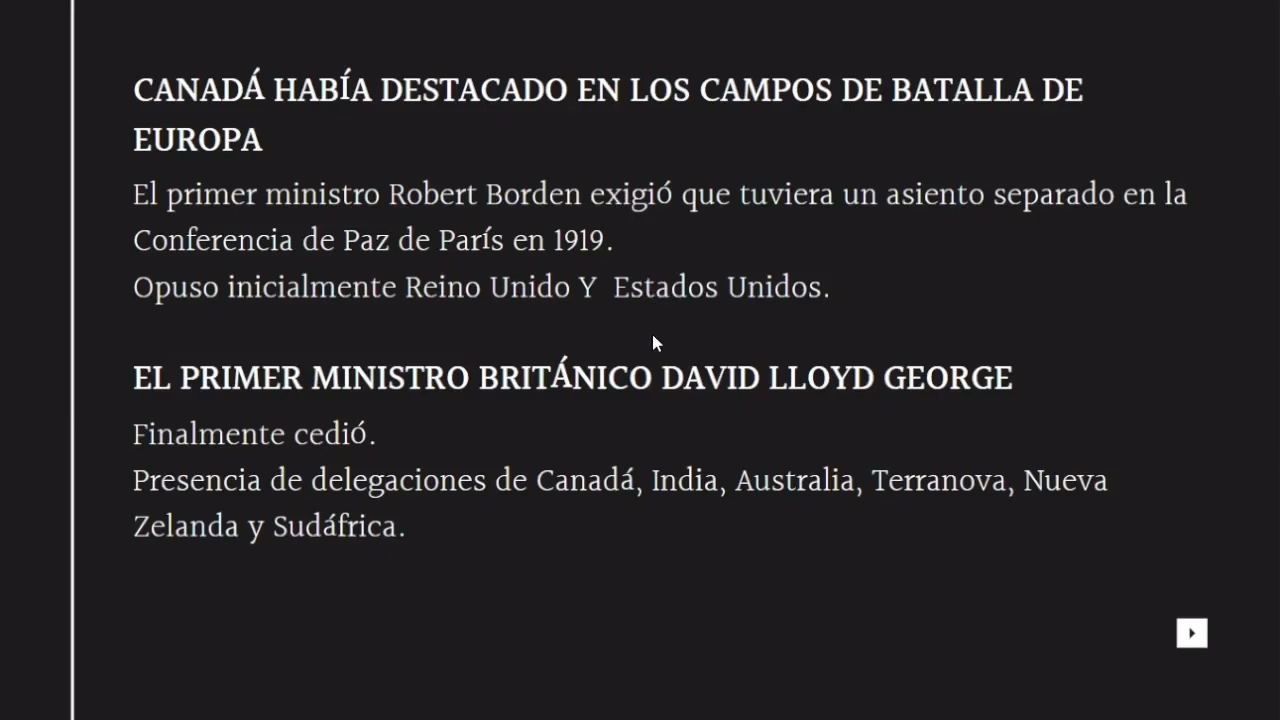 CANADÁ HABÍA DESTACADO EN LOS CAMPOS DE BATALLA DE
EUROPA
El primer ministro Robert Borden exigió que tuviera un asiento separado en la
Conferencia de Paz de París en 1919.
Opuso inicialmente Reino Unido Y  Estados Unidos.
EL PRIMER MINISTRO BRITÁNICO DAVID LLOYD GEORGE
Finalmente cedió.
Presencia de delegaciones de Canadá, India, Australia, Terranova, Nueva
Zelanda y Sudáfrica.